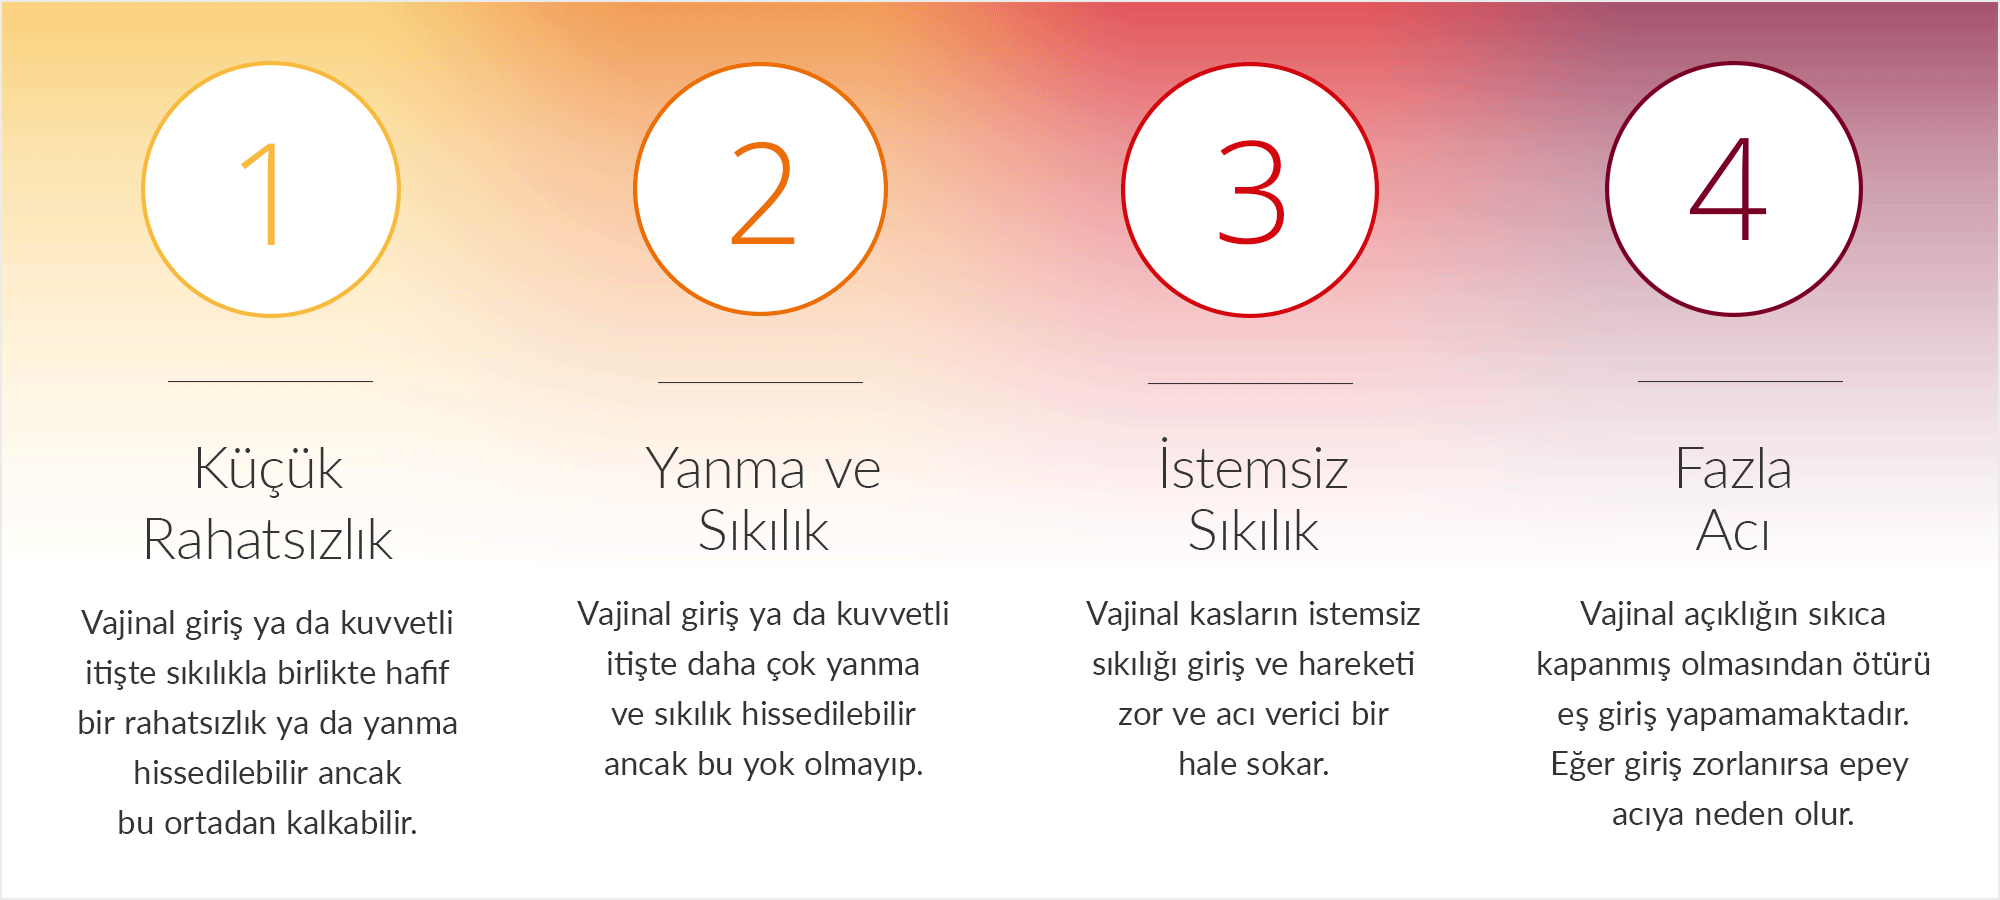 1
Küçük
Rahatsızlık
Vajinal giriş ya da kuvvetli
itişte sıkılıkla birlikte hafif
bir rahatsızlık ya da yanma
hissedilebilir ancak
bu ortadan kalkabilir.
2
Yanma ve
Sıkılık
Vajinal giriş ya da kuvvetli
itişte daha çok yanma
ve sıkılık hissedilebilir
ancak bu yok olmayıp.
3
İstemsiz
Sıkılık
Vajinal kasların istemsiz
sıkılığı giriş ve hareketi
zor ve acı verici bir
hale sokar.
4
Fazla
Acı
Vajinal açıklığın sıkıca
kapanmış olmasından ötürü
eş giriş yapamamaktadır.
Eğer giriş zorlanırsa epey
acıya neden olur.